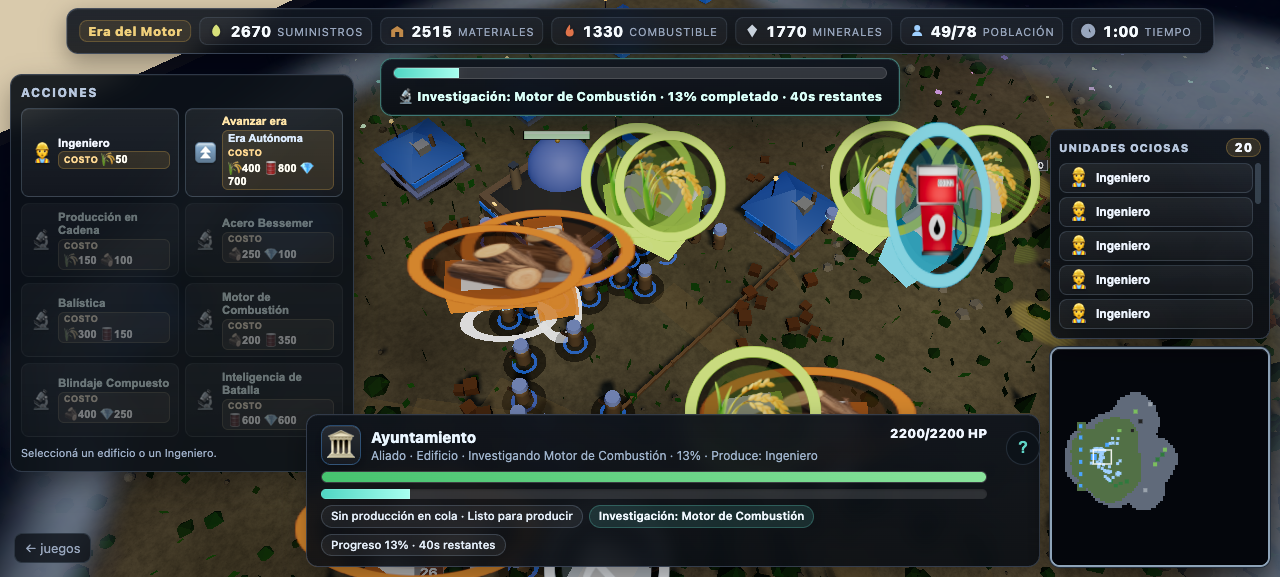 Era del Motor
2670 SUMINISTROS
2515 MATERIALES
1330 COMBUSTIBLE
1770 MINERALES
49/78 POBLACIÓN
1:00 TIEMPO
Investigación: Motor de Combustión · 13% completado · 40s restantes
ACCIONES
Ingeniero
COSTO 50
Avanzar era
Era Autónoma
COSTO
400 800
700
Producción en
Cadena
COSTO
150 100
Acero Bessemer
COSTO
250 100
Balística
COSTO
300 150
Motor de
Combustión
COSTO
200 350
Blindaje Compuesto
COSTO
400 250
Inteligencia de
Batalla
COSTO
600 600
Seleccioná un edificio o un Ingeniero.
UNIDADES OCIOSAS 20
Ingeniero
Ingeniero
Ingeniero
Ingeniero
Ingeniero
Ayuntamiento
2200/2200 HP
?
Aliado · Edificio · Investigando Motor de Combustión · 13% · Produce: Ingeniero
Sin producción en cola · Listo para producir
Investigación: Motor de Combustión
Progreso 13% · 40s restantes
← juegos
26